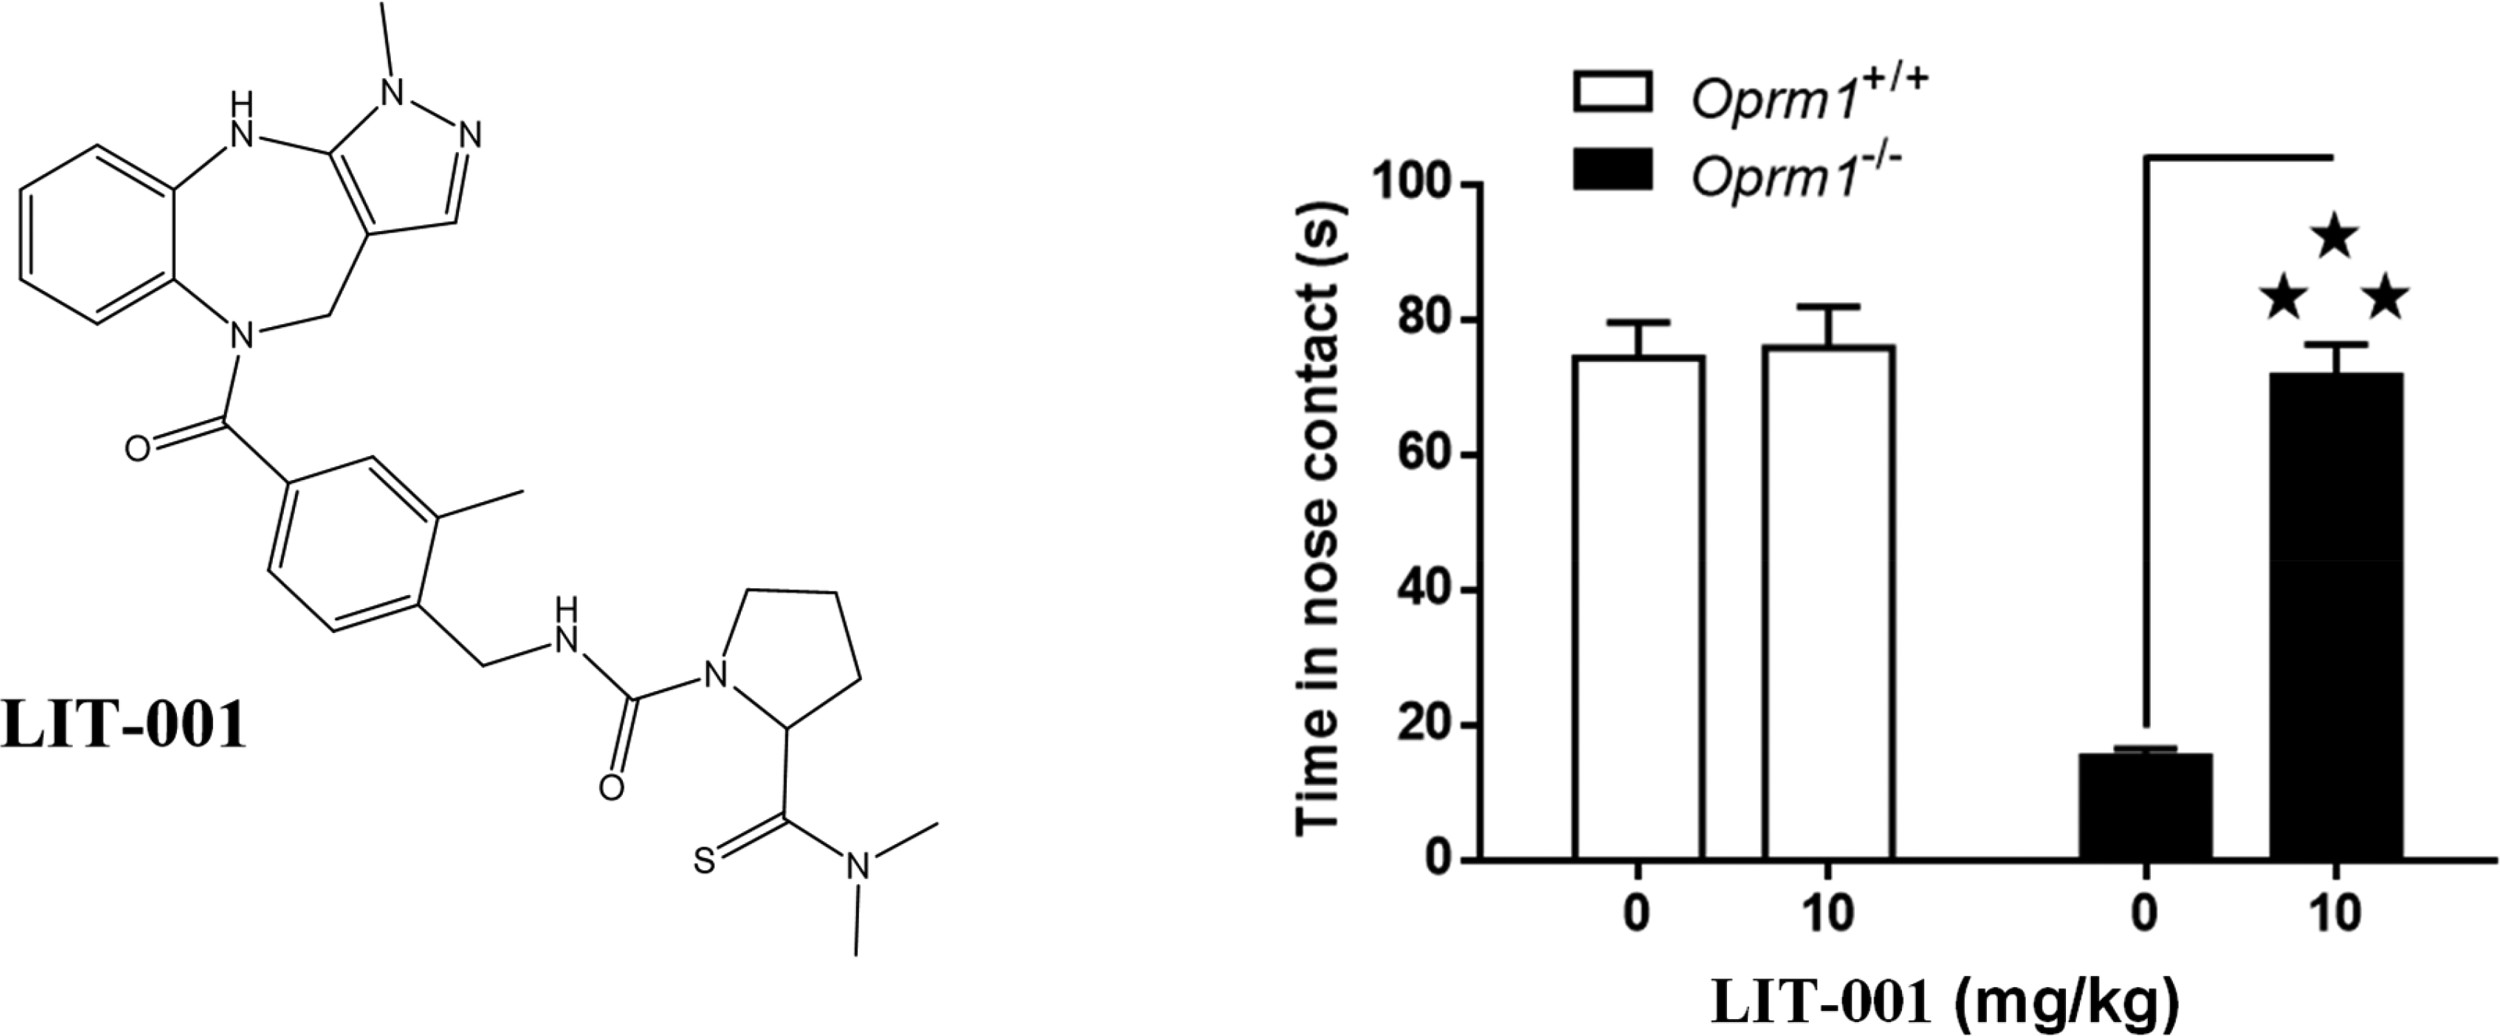 H
N
N
N
N
O
H
N
N
O
S
N
LIT-001
Oprm1+/+
Oprm1-/-
Time in nose contact (s)
100
80
60
40
20
0
0 10 0 10
LIT-001 (mg/kg)